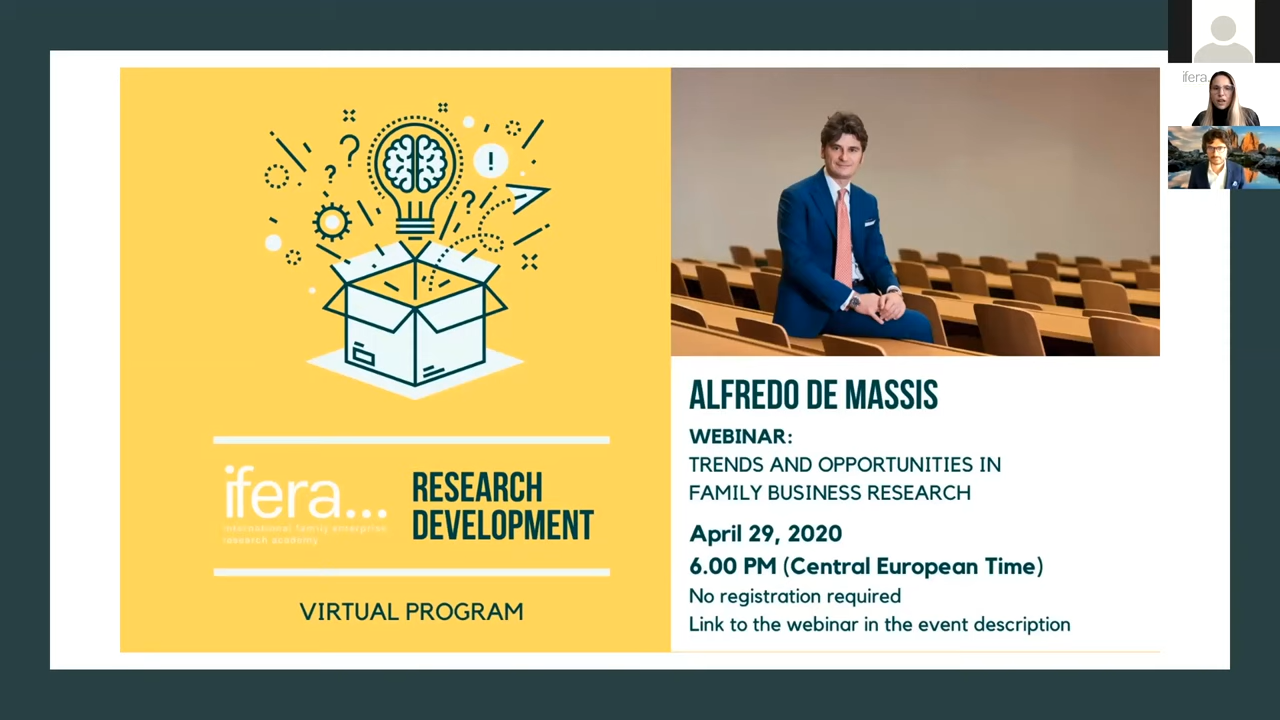 ifera...
international family enterprise
research academy
RESEARCH
DEVELOPMENT
VIRTUAL PROGRAM
ALFREDO DE MASSIS
WEBINAR:
TRENDS AND OPPORTUNITIES IN
FAMILY BUSINESS RESEARCH
April 29, 2020
6.00 PM (Central European Time)
No registration required
Link to the webinar in the event description
ifera.